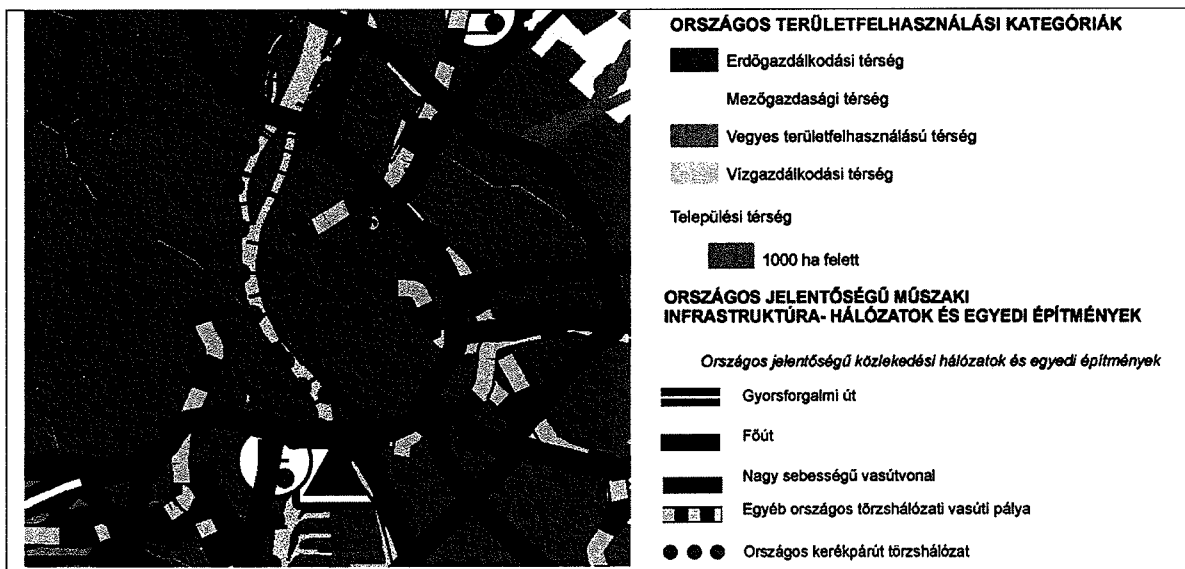 ORSZÁGOS TERÜLETFELHASZNÁLÁSI KATEGÓRIÁK
Erdőgazdálkodási térség
Mezőgazdasági térség
Vegyes területfelhasználású térség
Vízgazdálkodási térség
Települési térség
1000 ha felett
ORSZÁGOS JELENTŐSÉGŰ MŰSZAKI
INFRASTRUKTÚRA- HÁLÓZATOK ÉS EGYEDI ÉPÍTMÉNYEK
Országos jelentőségű közlekedési hálózatok és egyedi építmények
Gyorsforgalmi út
Főút
Nagy sebességű vasútvonal
Egyéb országos törzshálózati vasúti pálya
Országos kerékpárút törzshálózat